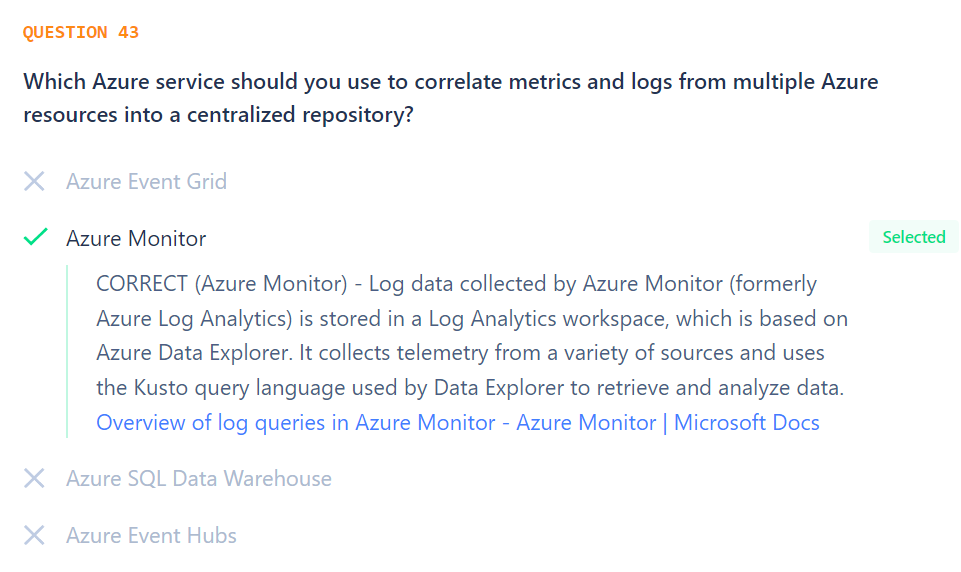 QUESTION 43
Which Azure service should you use to correlate metrics and logs from multiple Azure
resources into a centralized repository?
Azure Event Grid
Azure Monitor
Selected
CORRECT (Azure Monitor) - Log data collected by Azure Monitor (formerly
Azure Log Analytics) is stored in a Log Analytics workspace, which is based on
Azure Data Explorer. It collects telemetry from a variety of sources and uses
the Kusto query language used by Data Explorer to retrieve and analyze data.
Overview of log queries in Azure Monitor - Azure Monitor | Microsoft Docs
Azure SQL Data Warehouse
Azure Event Hubs